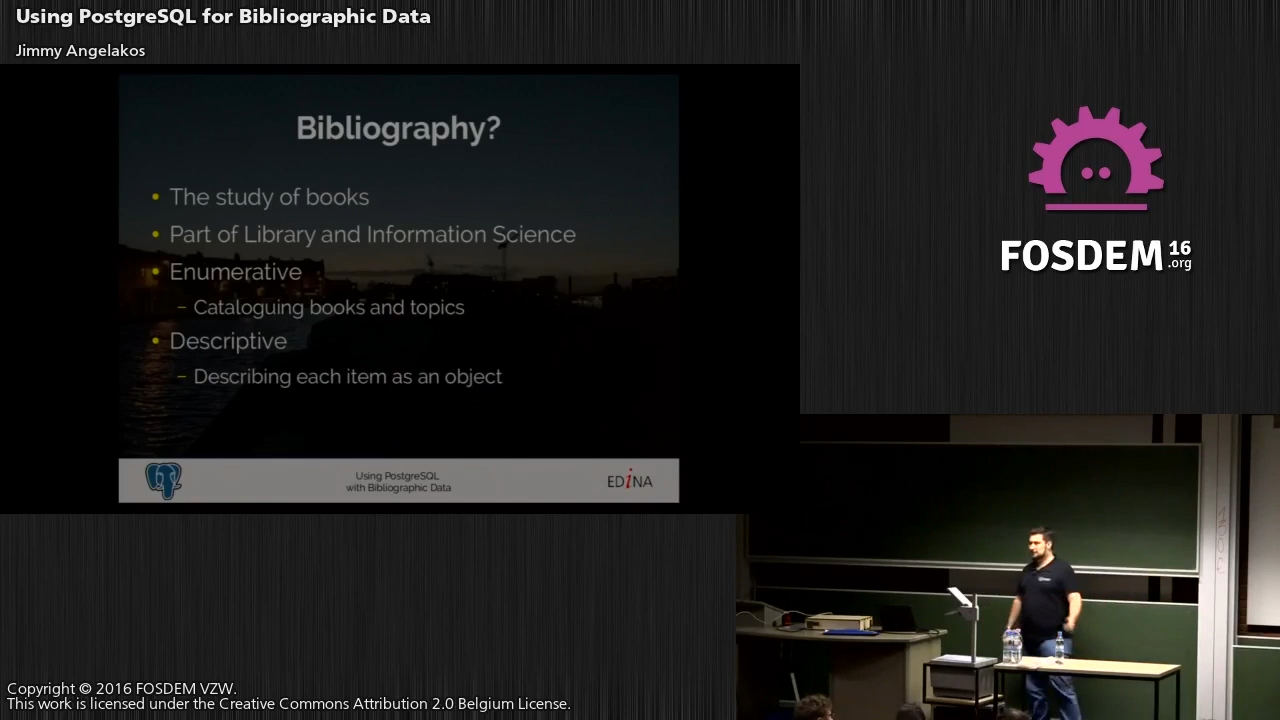 Using PostgreSQL for Bibliographic Data
Jimmy Angelakos
Bibliography?
• The study of books
• Part of Library and Information Science
• Enumerative
– Cataloguing books and topics
• Descriptive
– Describing each item as an object
Using PostgreSQL
with Bibliographic Data
EDINA
FOSDEM 16
.org
Copyright © 2016 FOSDEM VZW.
This work is licensed under the Creative Commons Attribution 2.0 Belgium License.